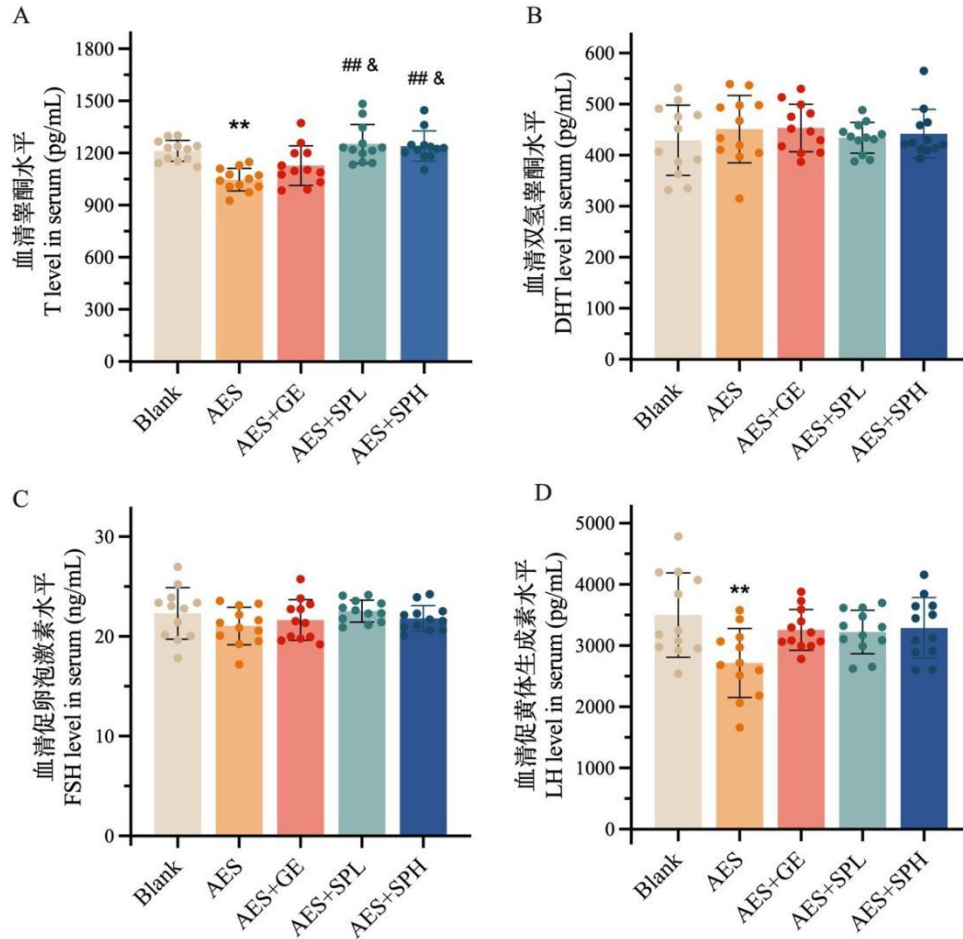 A
血清睾酮水平
T level in serum (pg/mL)
1800
1500
1200
900
600
300
0
**
## &
## &
Blank
AES
AES+GE
AES+SPL
AES+SPH
B
血清双氢睾酮水平
DHT level in serum (pg/mL)
600
500
400
300
200
100
0
Blank
AES
AES+GE
AES+SPL
AES+SPH
C
血清促卵泡激素水平
FSH level in serum (ng/mL)
30
20
10
0
Blank
AES
AES+GE
AES+SPL
AES+SPH
D
血清促黄体生成素水平
LH level in serum (pg/mL)
5000
4000
3000
2000
1000
0
**
Blank
AES
AES+GE
AES+SPL
AES+SPH